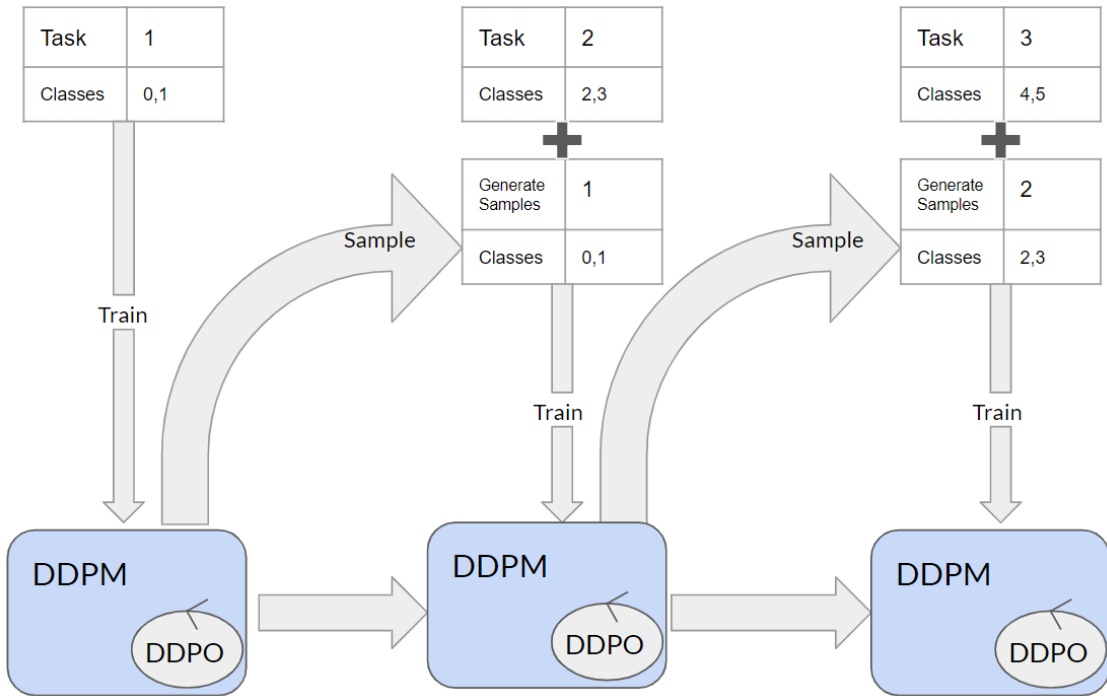 Task 1
Classes 0,1
Task 2
Classes 2,3
Generate
Samples 1
Classes 0,1
Task 3
Classes 4,5
Generate
Samples 2
Classes 2,3
Sample
Sample
Train
Train
Train
DDPM
DDPO
DDPM
DDPO
DDPM
DDPO